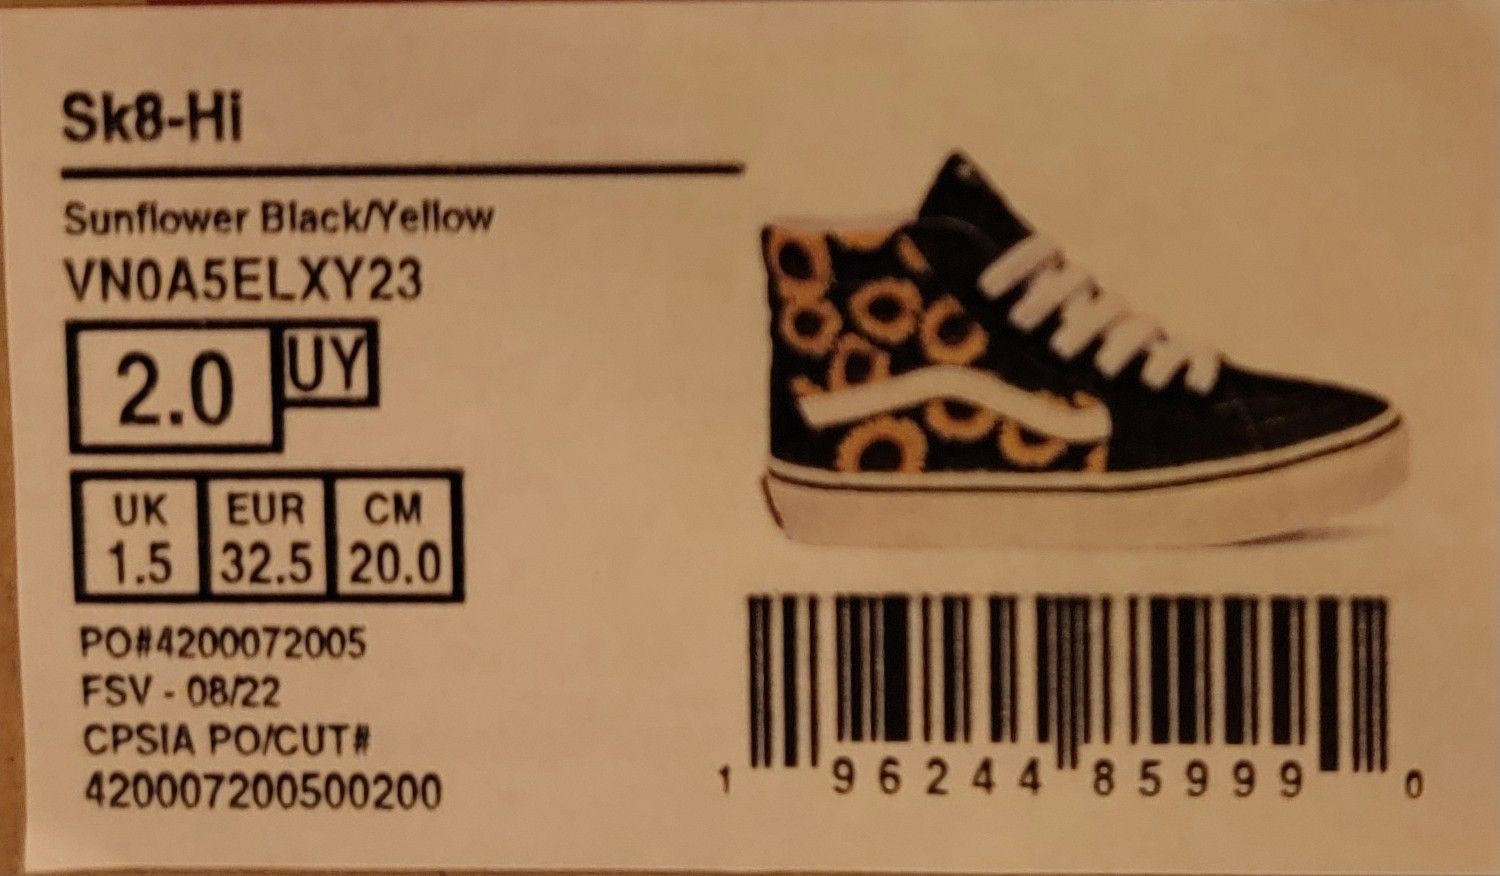 Sk8-Hi
Sunflower Black/Yellow
VN0A5ELXY23
2.0 UY
UK EUR CM
1.5 32.5 20.0
PO#4200072005
FSV - 08/22
CPSIA PO/CUT#
420007200500200
1 96244 85999 0